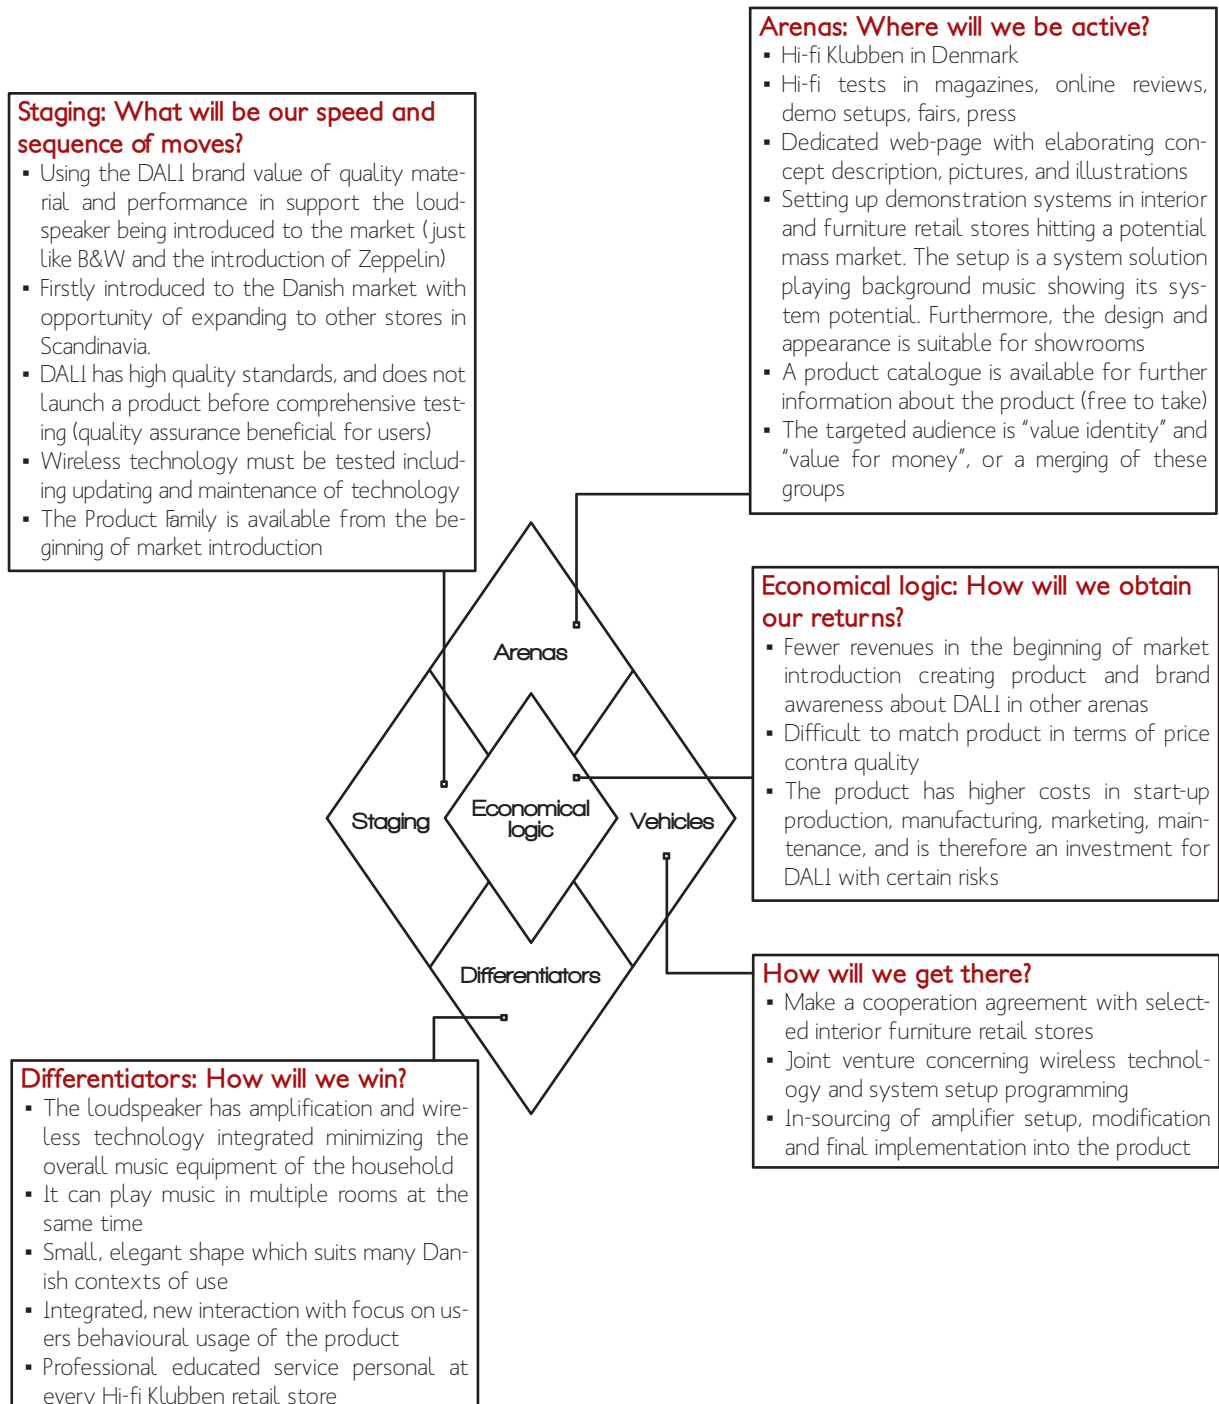 Arenas: Where will we be active?
▪ Hi-fi Klubben in Denmark
▪ Hi-fi tests in magazines, online reviews,
demo setups, fairs, press
▪ Dedicated web-page with elaborating con-
cept description, pictures, and illustrations
▪ Setting up demonstration systems in interior
and furniture retail stores hitting a potential
mass market. The setup is a system solution
playing background music showing its sys-
tem potential. Furthermore, the design and
appearance is suitable for showrooms
▪ A product catalogue is available for further
information about the product (free to take)
▪ The targeted audience is "value identity" and
"value for money", or a merging of these
groups
Staging: What will be our speed and
sequence of moves?
▪ Using the DALI brand value of quality mate-
rial and performance in support the loud-
speaker being introduced to the market (just
like B&W and the introduction of Zeppelin)
▪ Firstly introduced to the Danish market with
opportunity of expanding to other stores in
Scandinavia.
▪ DALI has high quality standards, and does not
launch a product before comprehensive test-
ing (quality assurance beneficial for users)
▪ Wireless technology must be tested includ-
ing updating and maintenance of technology
▪ The Product Family is available from the be-
ginning of market introduction
Economical logic: How will we obtain
our returns?
▪ Fewer revenues in the beginning of market
introduction creating product and brand
awareness about DALI in other arenas
▪ Difficult to match product in terms of price
contra quality
▪ The product has higher costs in start-up
production, manufacturing, marketing, main-
tenance, and is therefore an investment for
DALI with certain risks
Arenas
Staging
Economical
logic
Vehicles
Differentiators
How will we get there?
▪ Make a cooperation agreement with select-
ed interior furniture retail stores
▪ Joint venture concerning wireless technol-
ogy and system setup programming
▪ In-sourcing of amplifier setup, modification
and final implementation into the product
Differentiators: How will we win?
▪ The loudspeaker has amplification and wire-
less technology integrated minimizing the
overall music equipment of the household
▪ It can play music in multiple rooms at the
same time
▪ Small, elegant shape which suits many Dan-
ish contexts of use
▪ Integrated, new interaction with focus on us-
ers behavioural usage of the product
▪ Professional educated service personal at
every Hi-fi Klubben retail store